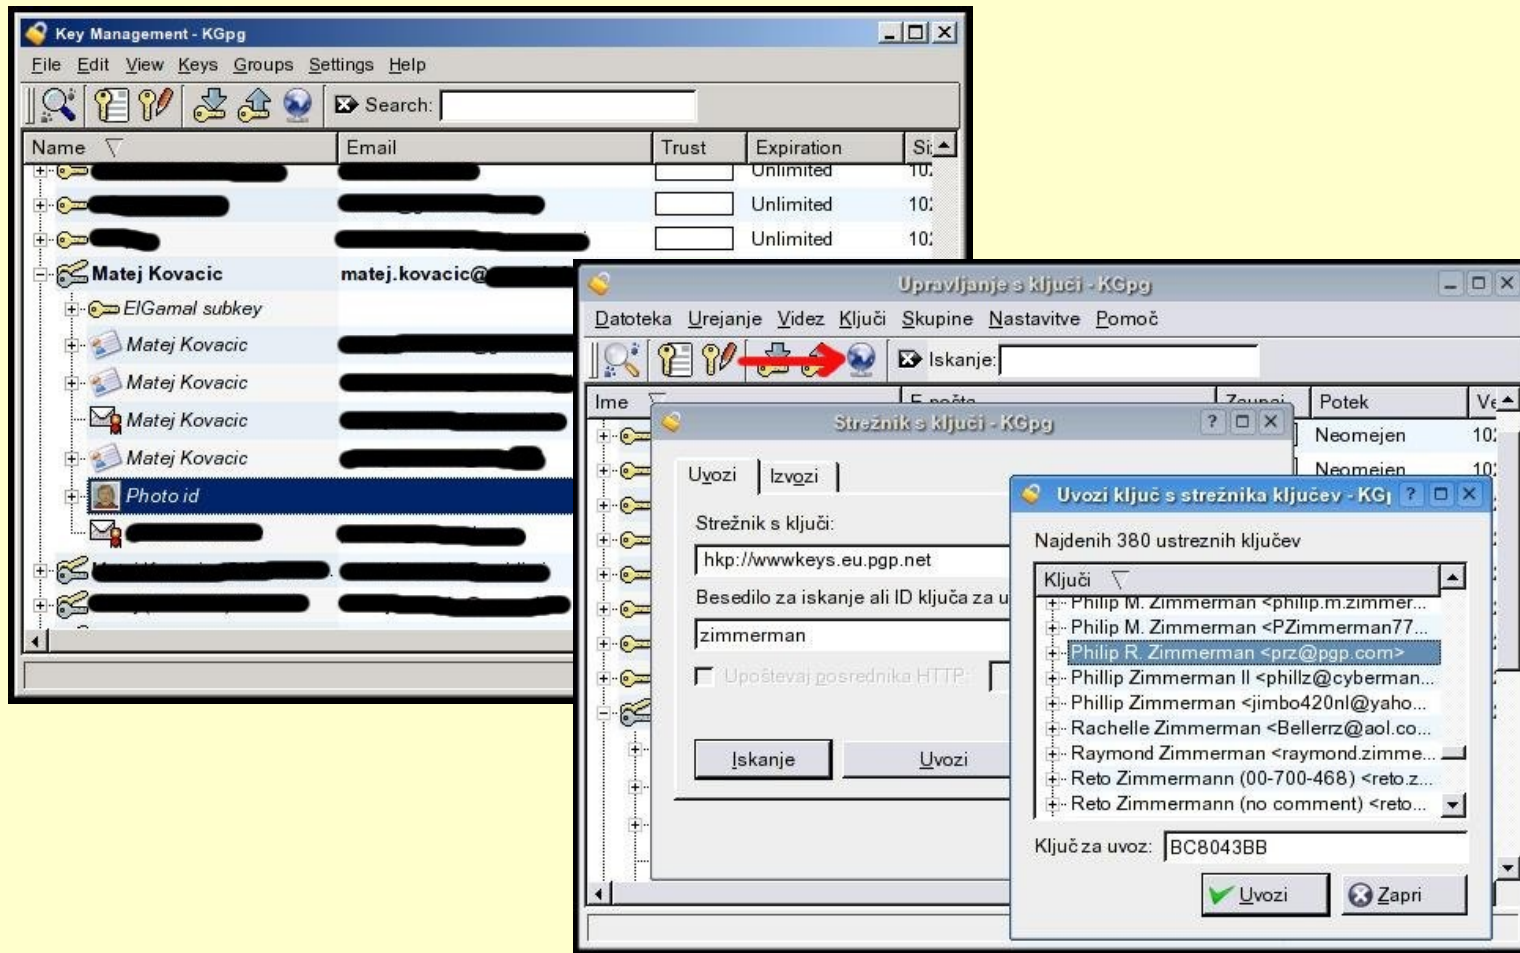 Key Management - KGpg
File Edit View Keys Groups Settings Help
Search:
Name Email Trust Expiration
Unlimited
Unlimited
Unlimited
Matej Kovacic matej.kovacic@
ElGamal subkey
Matej Kovacic
Matej Kovacic
Matej Kovacic
Matej Kovacic
Photo id
Upravljanje s ključi - KGpg
Datoteka Urejanje Videz Ključi Skupine Nastavitve Pomoč
Iskanje:
Ime E-pošta Zaupaj Potek
Neomejen
Neomejen
Strežnik s ključi - KGpg
Uvozi Izvozi
Strežnik s ključi:
hkp://wwwkeys.eu.pgp.net
Besedilo za iskanje ali ID ključa za u
zimmerman
Upoštevaj posrednika HTTP:
Iskanje Uvozi
Uvozi ključ s strežnika ključev - KG
Najdenih 380 ustreznih ključev
Ključi
Philip M. Zimmerman <philip.m.zimmer...
Philip M. Zimmerman <PZimmerman77...
Philip R. Zimmerman <prz@pgp.com>
Phillip Zimmerman II <phillz@cyberman...
Phillip Zimmerman <jimbo420nl@yaho...
Rachelle Zimmerman <Bellerrz@aol.co...
Raymond Zimmerman <raymond.zimme...
Reto Zimmermann (00-700-468) <reto.z...
Reto Zimmermann (no comment) <reto...
Ključ za uvoz: BC8043BB
Uvozi Zapri